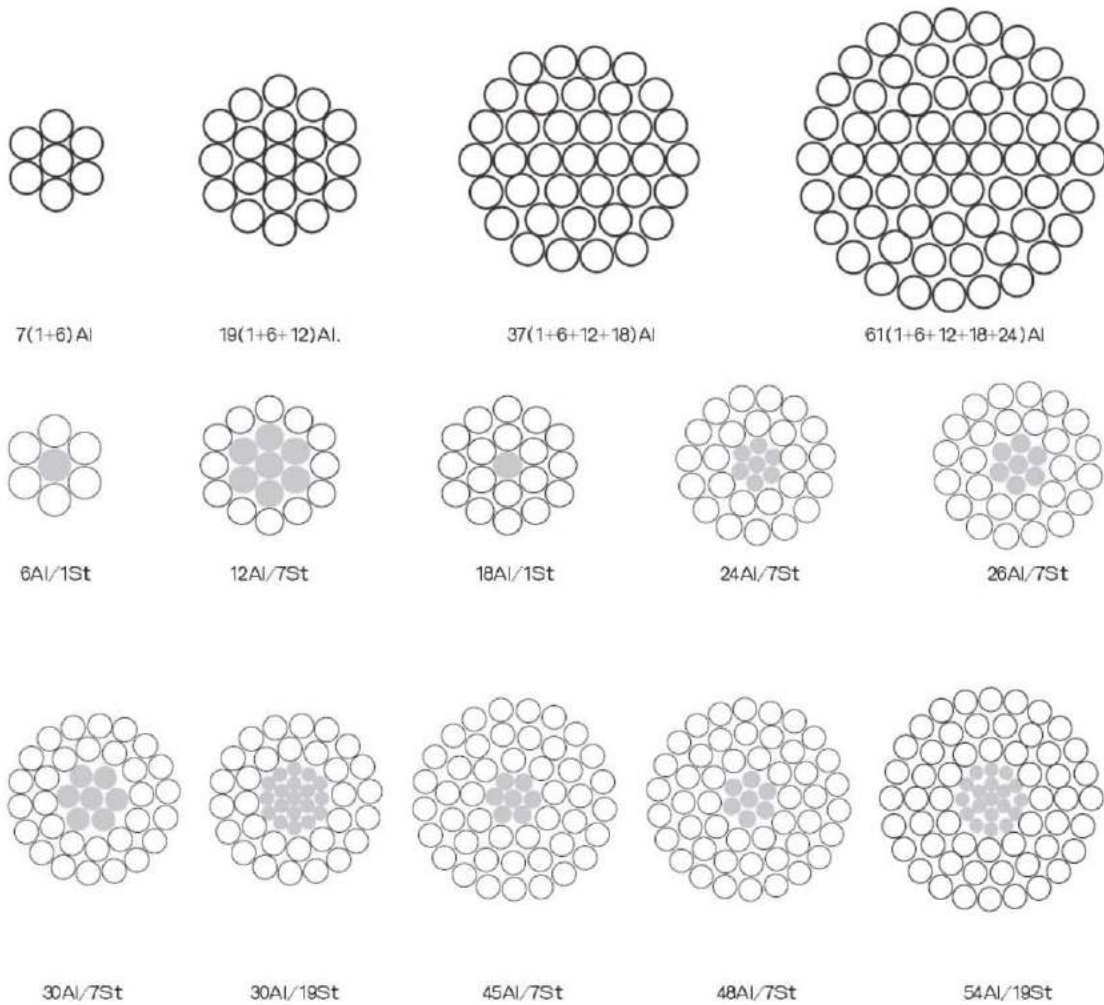 7(1+6)Al
19(1+6+12)Al.
37(1+6+12+18)Al
61(1+6+12+18+24)Al
6Al/1St
12Al/7St
18Al/1St
24Al/7St
26Al/7St
30Al/7St
30Al/19St
45Al/7St
48Al/7St
54Al/19St